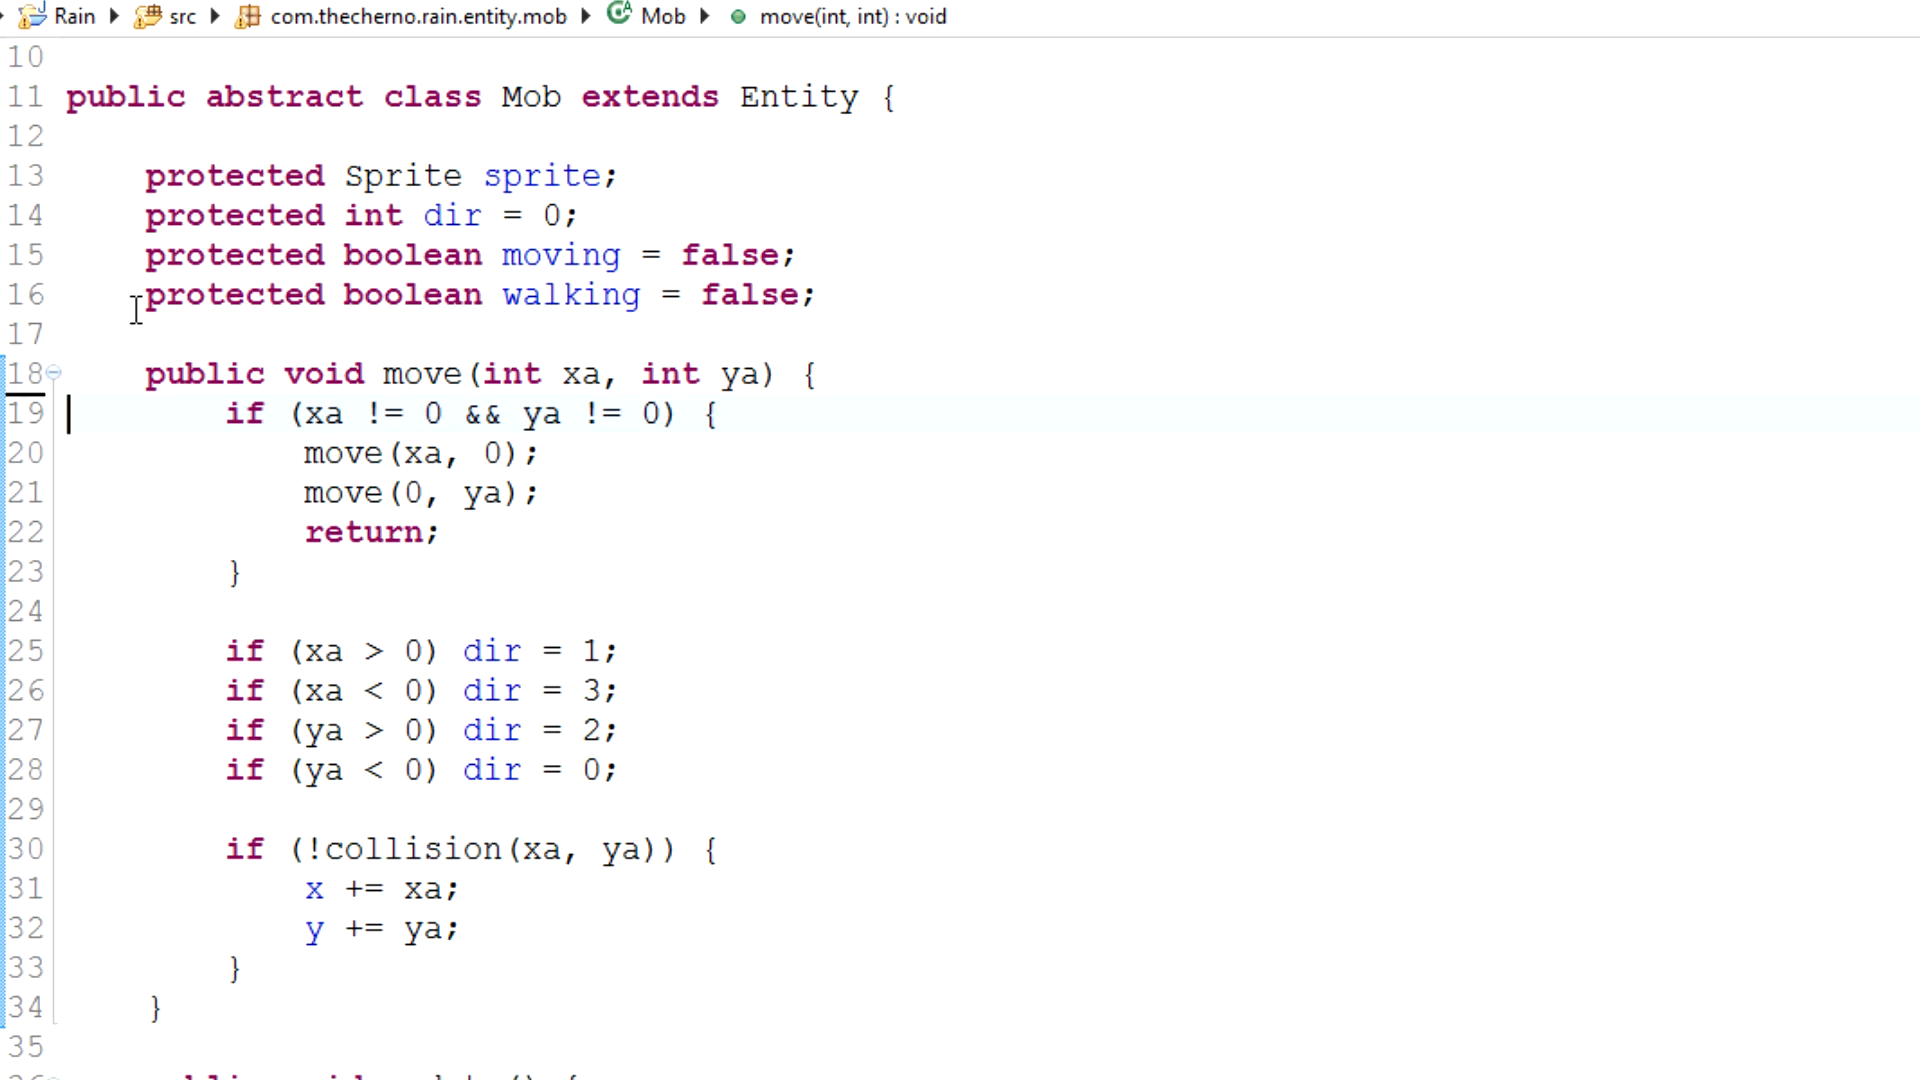 Rain src com.thecherno.rain.entity.mob Mob move(int, int) : void
10
11 public abstract class Mob extends Entity {
12
13 protected Sprite sprite;
14 protected int dir = 0;
15 protected boolean moving = false;
16 protected boolean walking = false;
17
18 public void move(int xa, int ya) {
19 if (xa != 0 && ya != 0) {
20 move(xa, 0);
21 move(0, ya);
22 return;
23 }
24
25 if (xa > 0) dir = 1;
26 if (xa < 0) dir = 3;
27 if (ya > 0) dir = 2;
28 if (ya < 0) dir = 0;
29
30 if (!collision(xa, ya)) {
31 x += xa;
32 y += ya;
33 }
34 }
35